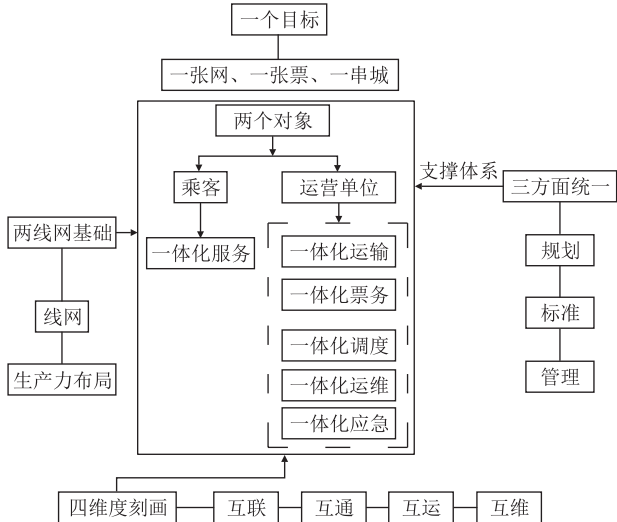 一个目标
一张网、一张票、一串城
两个对象
乘客
运营单位
一体化服务
一体化运输
一体化票务
一体化调度
一体化运维
一体化应急
支撑体系
三方面统一
规划
标准
管理
两线网基础
线网
生产力布局
四维度刻画
互联
互通
互运
互维